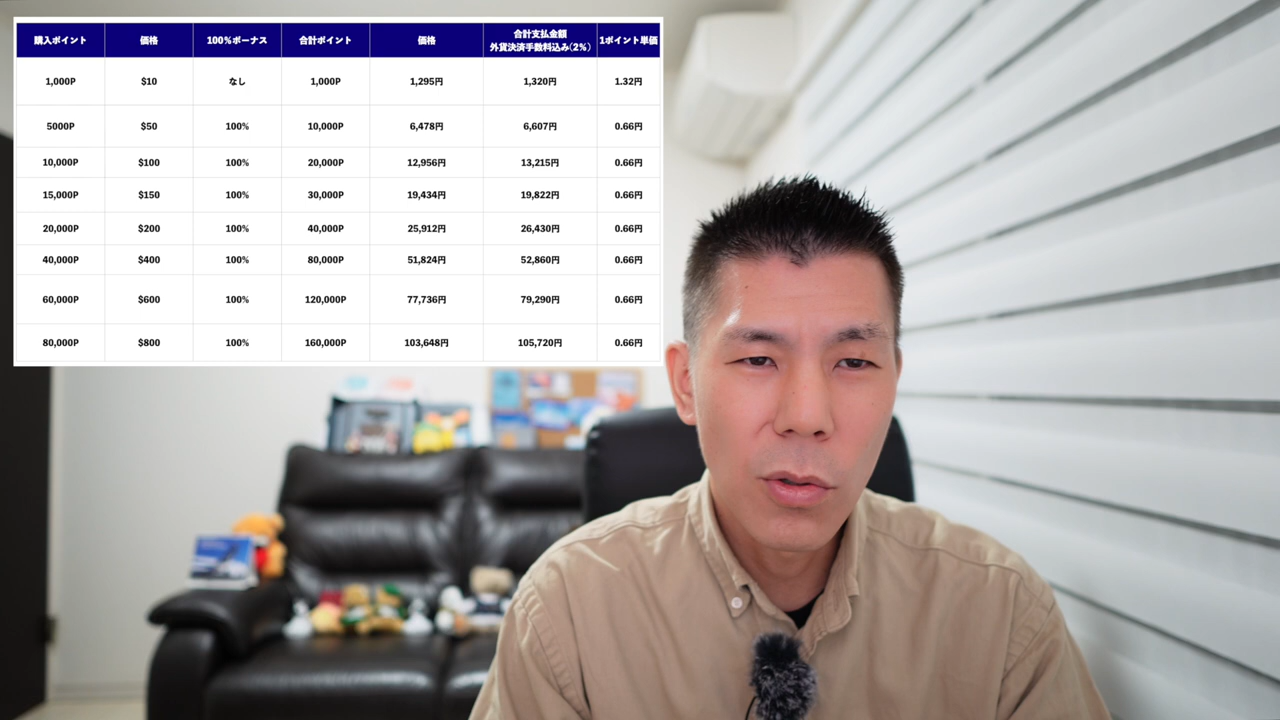 購入ポイント 価格 100%ボーナス 合計ポイント 価格 合計支払金額 外貨決済手数料込み(2%) 1ポイント単価
1,000P $10 なし 1,000P 1,295円 1,320円 1.32円
5000P $50 100% 10,000P 6,478円 6,607円 0.66円
10,000P $100 100% 20,000P 12,956円 13,215円 0.66円
15,000P $150 100% 30,000P 19,434円 19,822円 0.66円
20,000P $200 100% 40,000P 25,912円 26,430円 0.66円
40,000P $400 100% 80,000P 51,824円 52,860円 0.66円
60,000P $600 100% 120,000P 77,736円 79,290円 0.66円
80,000P $800 100% 160,000P 103,648円 105,720円 0.66円